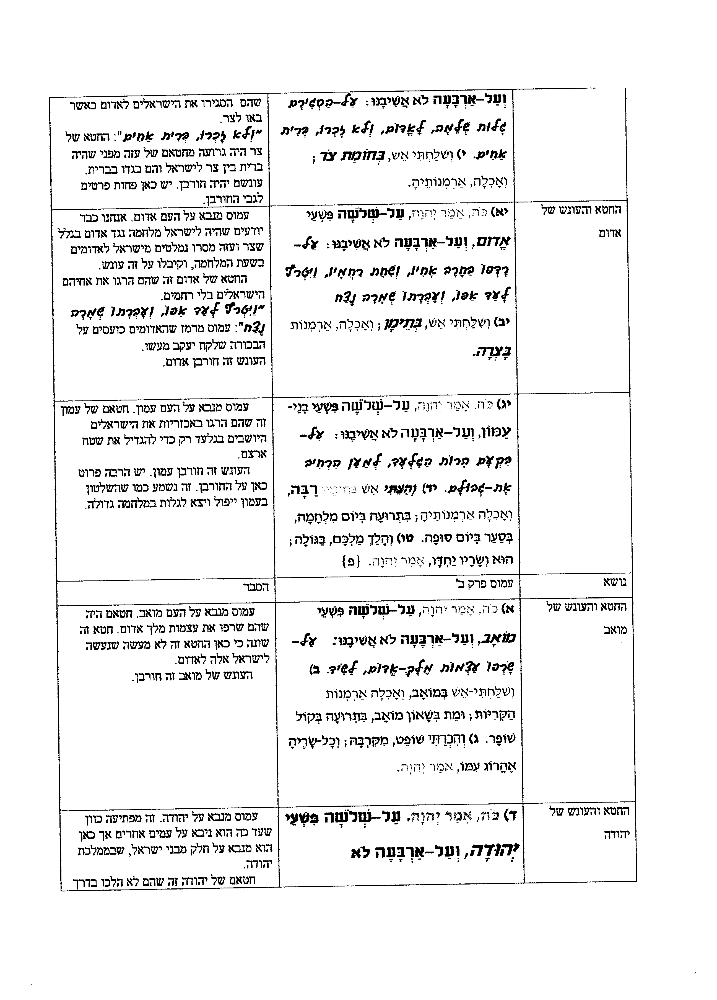 וְעַל–אַרְבָּעָה לֹא אֲשִׁיבֶנּוּ: עַל–הַסְגִּירָם
גָּלוּת שְׁלֵמָה, לֶאֱדוֹם, וְלֹא זָכְרוּ, בְּרִית
אַחִים. י) וְשִׁלַּחְתִּי אֵשׁ, בְּחוֹמַת צֹר;
וְאָכְלָה, אַרְמְנוֹתֶיהָ.
שהם הסגירו את הישראלים לאדום כאשר
באו לצר.
"וְלֹא זָכְרוּ, בְּרִית אַחִים": החטא של
צר היה גרועה מחטאם של עזה מפני שהיה
ברית בין צר לישראל והם בגדו בברית.
עונשם יהיה חורבן. יש כאן פחות פרטים
לגבי החורבן.
החטא והעונש של
אדום
יא) כֹּה, אָמַר יְהוָה, עַל–שְׁלֹשָׁה פִּשְׁעֵי
אֱדוֹם, וְעַל–אַרְבָּעָה לֹא אֲשִׁיבֶנּוּ: עַל–
רָדְפוֹ בַחֶרֶב אָחִיו, וְשִׁחֵת רַחֲמָיו, וַיִּטְרֹף
לָעַד אַפּוֹ, וְעֶבְרָתוֹ שְׁמָרָה נֶצַח
יב) וְשִׁלַּחְתִּי אֵשׁ, בְּתֵימָן; וְאָכְלָה, אַרְמְנוֹת
בָּצְרָה.
עמוס מנבא על העם אדום. אנחנו כבר
יודעים שהיה לישראל מלחמה נגד אדום בגלל
שצר ועזה מסרו נמלטים מישראל לאדומים
בשעת המלחמה, וקיבלו על זה עונש.
החטא של אדום זה שהם הרגו את אחיהם
הישראלים בלי רחמים.
"וַיִּטְרֹף לָעַד אַפּוֹ, וְעֶבְרָתוֹ שְׁמָרָה
נֶצַח": עמוס מרמז שהאדומים כועסים על
הבכורה שלקח יעקב מעשו.
העונש זה חורבן אדום.
יג) כֹּה, אָמַר יְהוָה, עַל–שְׁלֹשָׁה פִּשְׁעֵי בְנֵי-
עַמּוֹן, וְעַל–אַרְבָּעָה לֹא אֲשִׁיבֶנּוּ: עַל–
בִּקְעָם הָרוֹת הַגִּלְעָד, לְמַעַן הַרְחִיב
אֶת–גְּבוּלָם. יד) וְהִצַּתִּי אֵשׁ בְּחוֹמַת רַבָּה,
וְאָכְלָה אַרְמְנוֹתֶיהָ; בִּתְרוּעָה בְּיוֹם מִלְחָמָה,
בְּסַעַר בְּיוֹם סוּפָה. טו) וְהָלַךְ מַלְכָּם, בַּגּוֹלָה;
הוּא וְשָׂרָיו יַחְדָּו, אָמַר יְהוָה. {פ}
עמוס מנבא על העם עמון. חטאם של עמון
זה שהם הרגו באכזריות את הישראלים
היושבים בגלעד רק כדי להגדיל את שטח
ארצם.
העונש זה חורבן עמון. יש הרבה פרוט
כאן על החורבן. זה נשמע כמו שהשלטון
בעמון ייפול ויצא לגלות במלחמה גדולה.
נושא
עמוס פרק ב'
הסבר
החטא והעונש של
מואב
א) כֹּה, אָמַר יְהוָה, עַל–שְׁלֹשָׁה פִּשְׁעֵי
מוֹאָב, וְעַל–אַרְבָּעָה לֹא אֲשִׁיבֶנּוּ: עַל–
שָׂרְפוֹ עַצְמוֹת מֶלֶךְ–אֱדוֹם, לַשִּׂיד. ב)
וְשִׁלַּחְתִּי-אֵשׁ בְּמוֹאָב, וְאָכְלָה אַרְמְנוֹת
הַקְּרִיּוֹת; וּמֵת בְּשָׁאוֹן מוֹאָב, בִּתְרוּעָה בְּקוֹל
שׁוֹפָר. ג) וְהִכְרַתִּי שׁוֹפֵט, מִקִּרְבָּהּ; וְכָל-שָׂרֶיהָ
אֶהֱרוֹג עִמּוֹ, אָמַר יְהוָה.
עמוס מנבא על העם מואב. חטאם היה
שהם שרפו את עצמות מלך אדום. חטא זה
שונה כי כאן החטא זה לא מעשה שנעשה
לישראל אלה לאדום.
העונש של מואב זה חורבן.
החטא והעונש של
יהודה
ד) כֹּה, אָמַר יְהוָה. עַל–שְׁלֹשָׁה פִּשְׁעֵי
יְהוּדָה, וְעַל–אַרְבָּעָה לֹא
עמוס מנבא על יהודה. זה מפתיעה כוון
שעד כה הוא ניבא על עמים אחרים אך כאן
הוא מנבא על חלק מבני ישראל, שבממלכת
יהודה.
חטאם של יהודה זה שהם לא הלכו בדרך